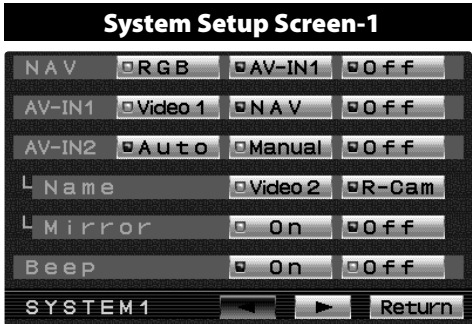 System Setup Screen-1
NAV RGB AV-IN1 Off
AV-IN1 Video 1 NAV Off
AV-IN2 Auto Manual Off
Name Video 2 R-Cam
Mirror On Off
Beep On Off
SYSTEM1 Return